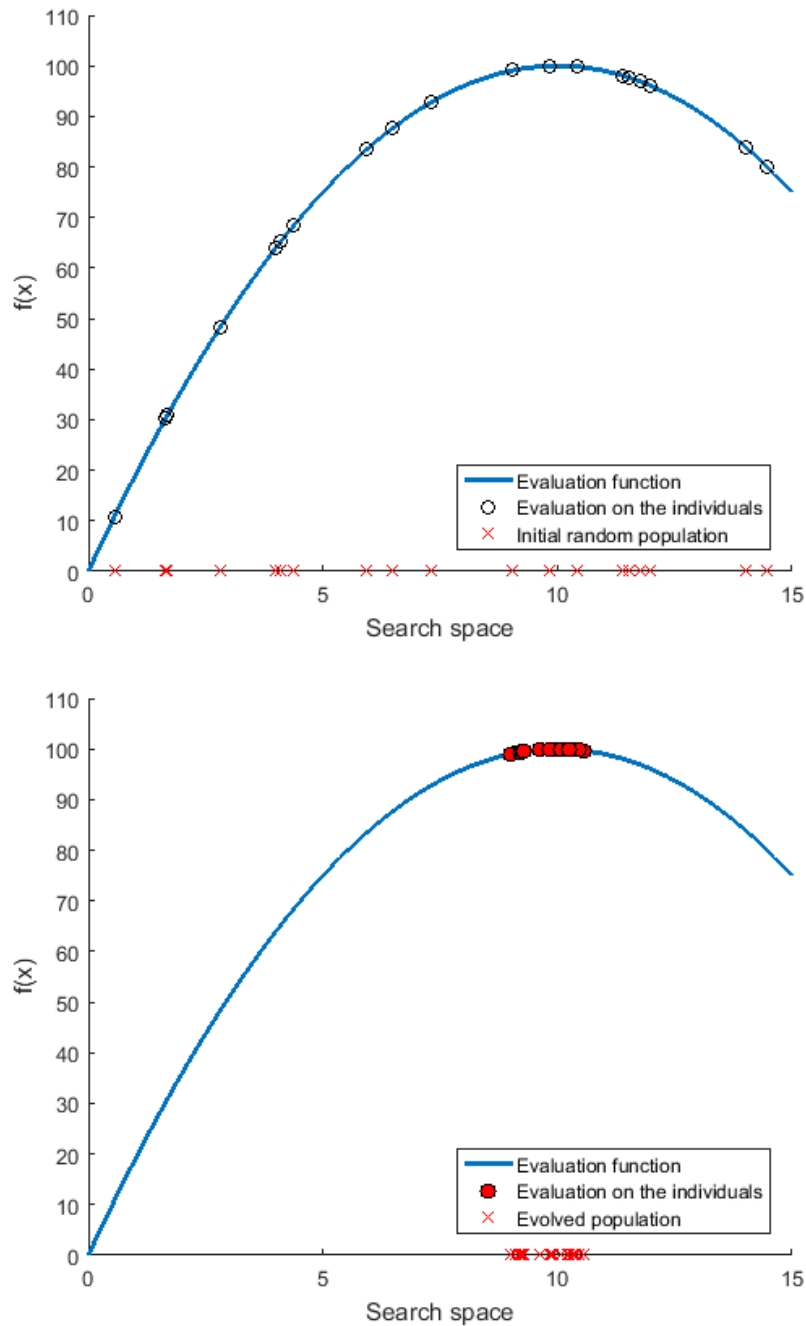 110
100
90
80
70
60
50
40
30
20
10
0
f(x)
Evaluation function
Evaluation on the individuals
Initial random population
0 5 10 15
Search space
110
100
90
80
70
60
50
40
30
20
10
0
f(x)
Evaluation function
Evaluation on the individuals
Evolved population
0 5 10 15
Search space